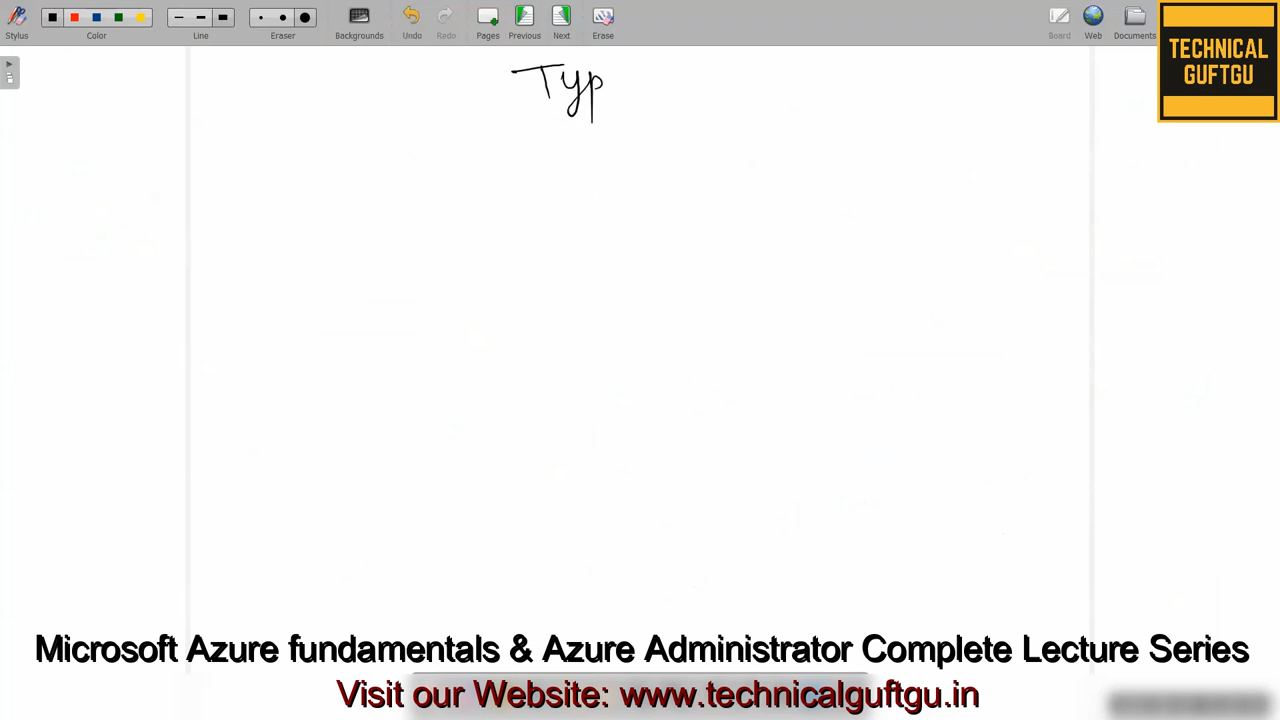 Stylus Color Line Eraser Backgrounds Undo Redo Pages Previous Next Erase Board Web Documents
TECHNICAL
GUFTGU
Typ
Microsoft Azure fundamentals & Azure Administrator Complete Lecture Series
Visit our Website: www.technicalguftgu.in